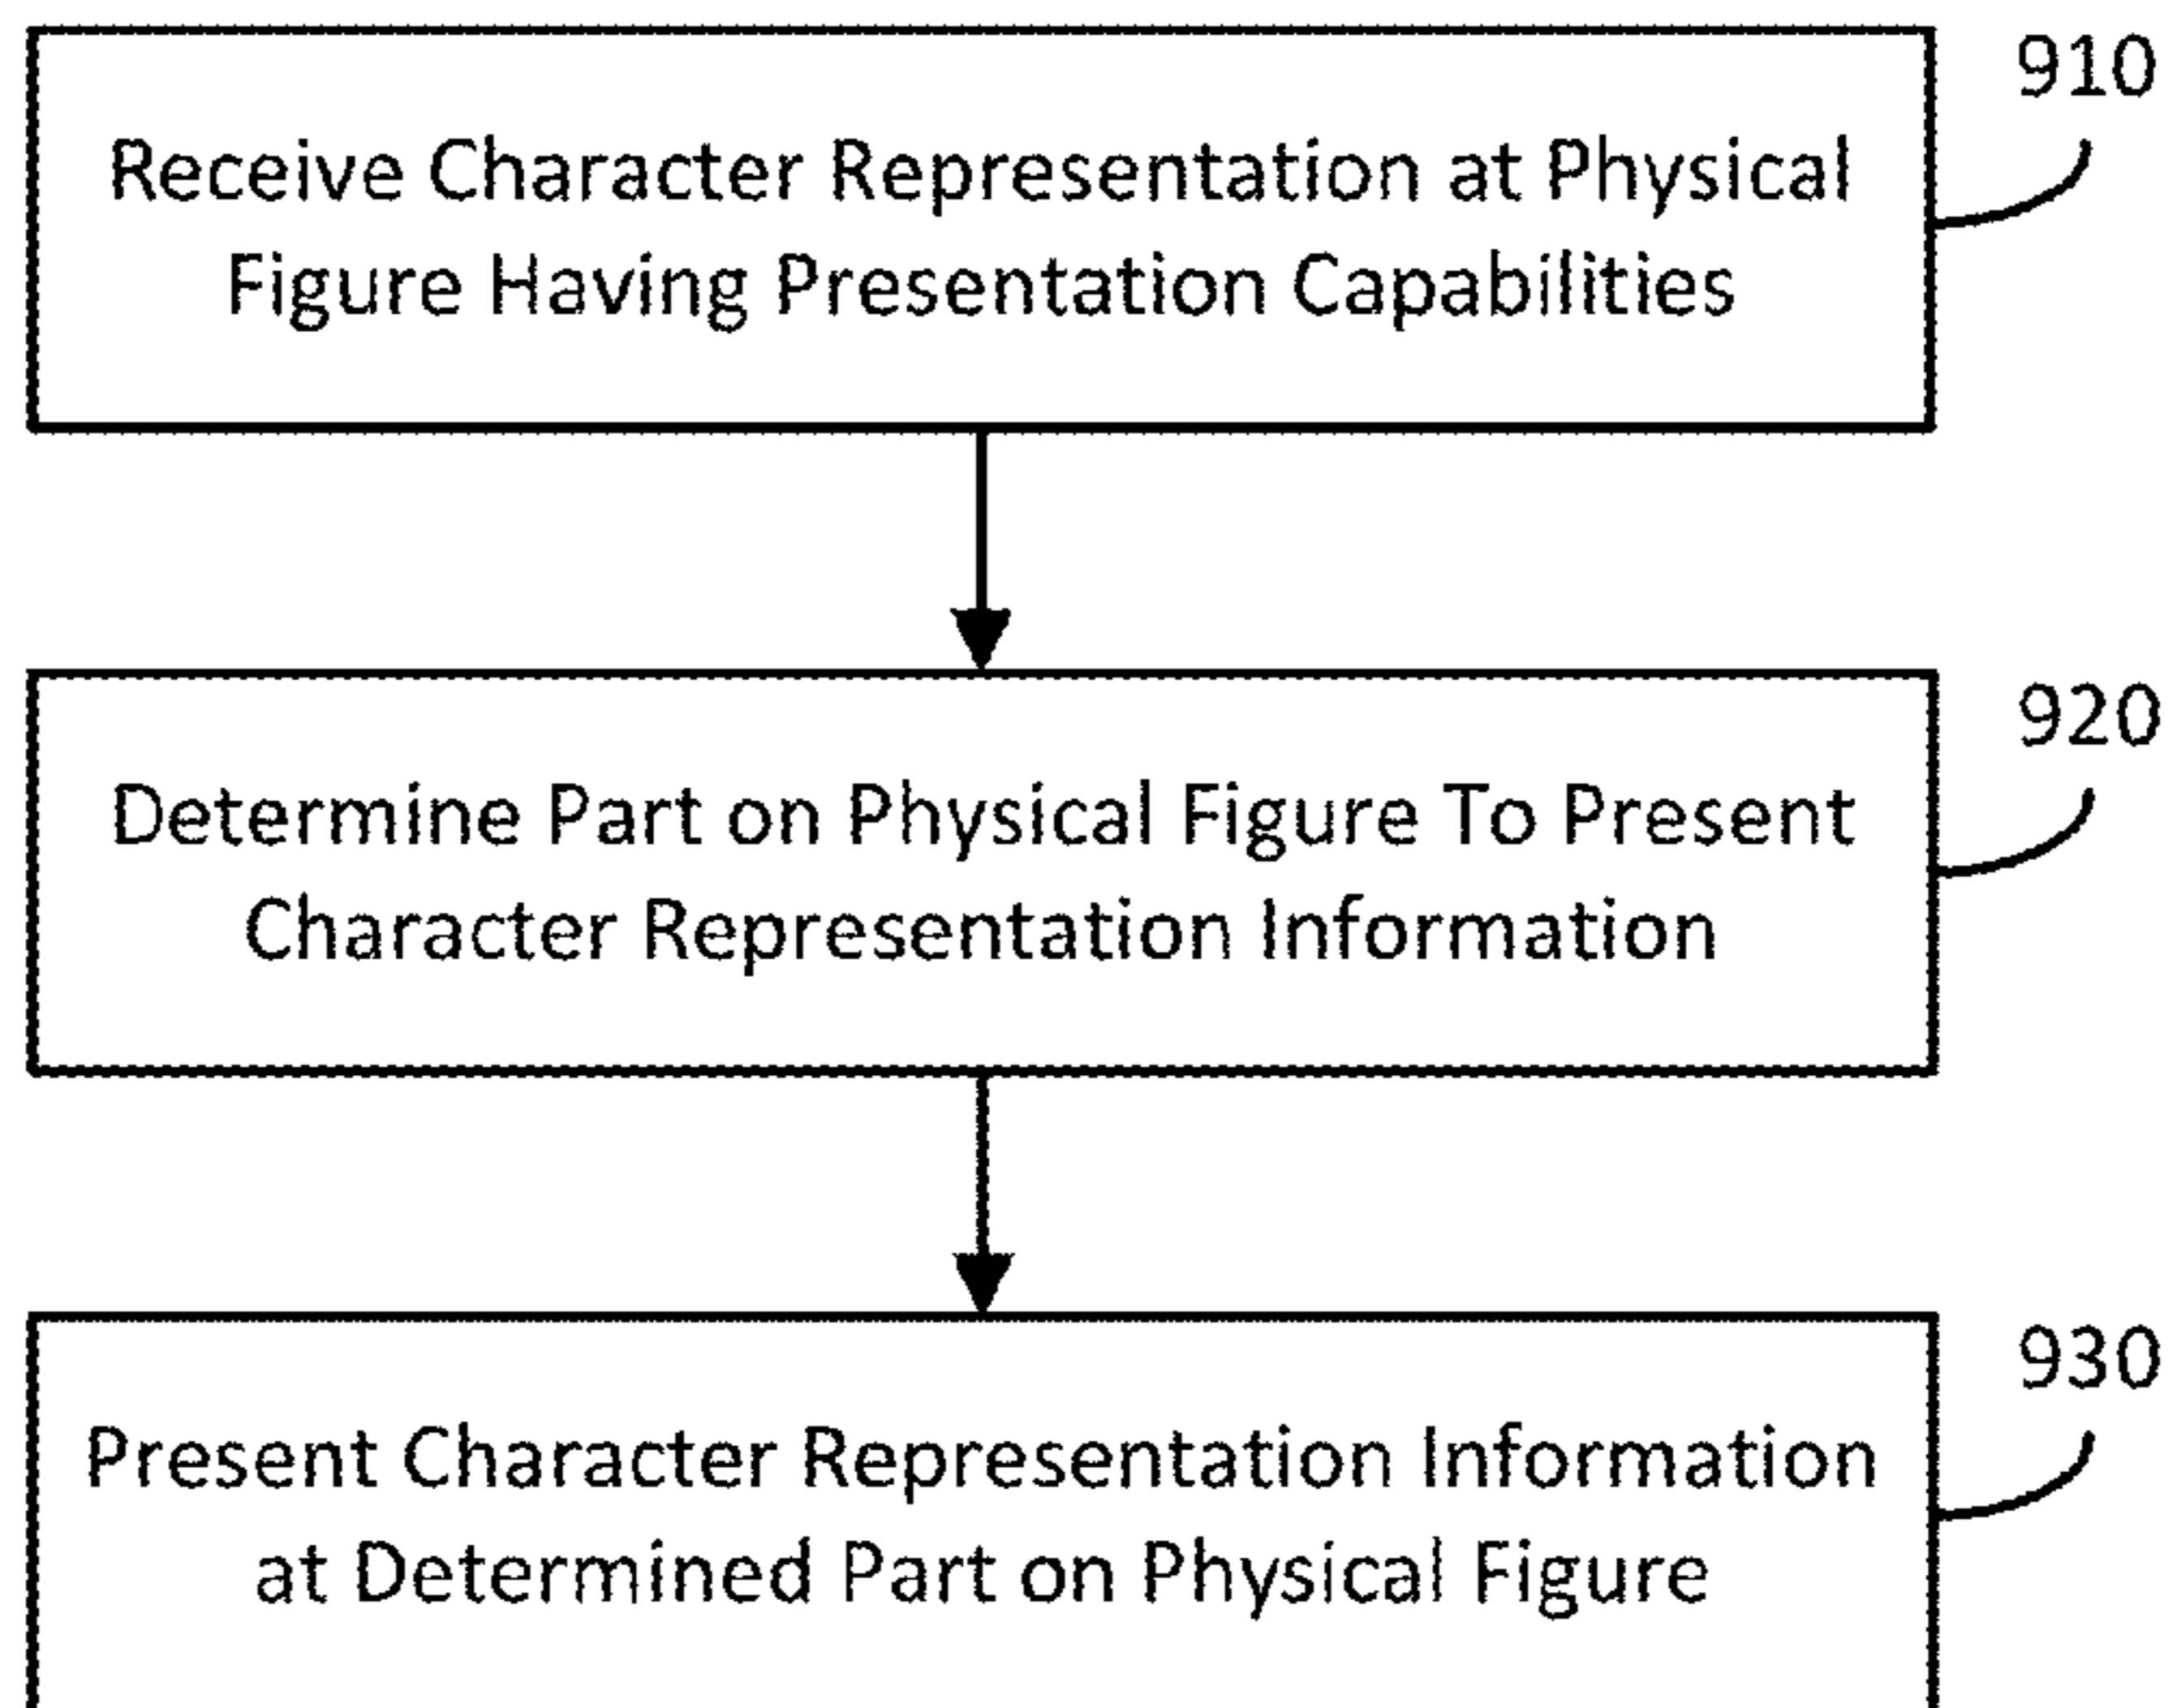 910
Receive Character Representation at Physical
Figure Having Presentation Capabilities
920
Determine Part on Physical Figure To Present
Character Representation Information
930
Present Character Representation Information
at Determined Part on Physical Figure